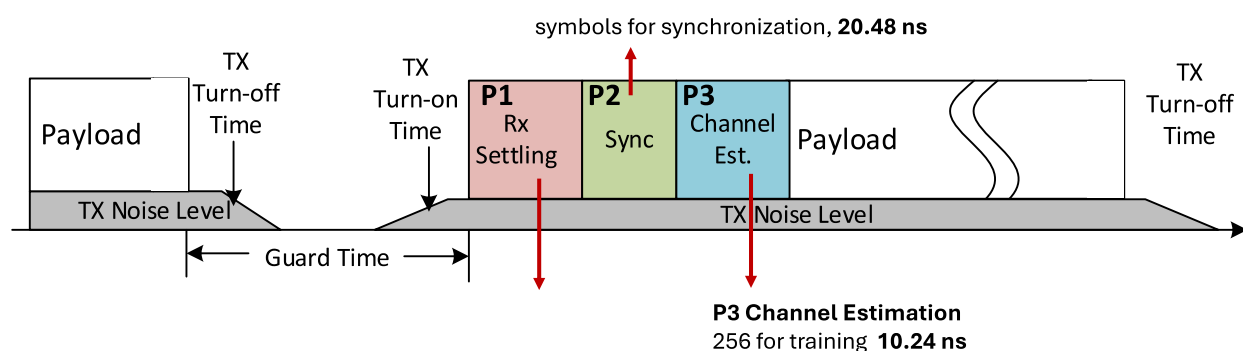 symbols for synchronization, 20.48 ns
TX
Turn-off
Time
TX
Turn-on
Time
TX
Turn-off
Time
Payload
P1
Rx
Settling
P2
Sync
P3
Channel
Est.
Payload
TX Noise Level
TX Noise Level
Guard Time
P3 Channel Estimation
256 for training 10.24 ns